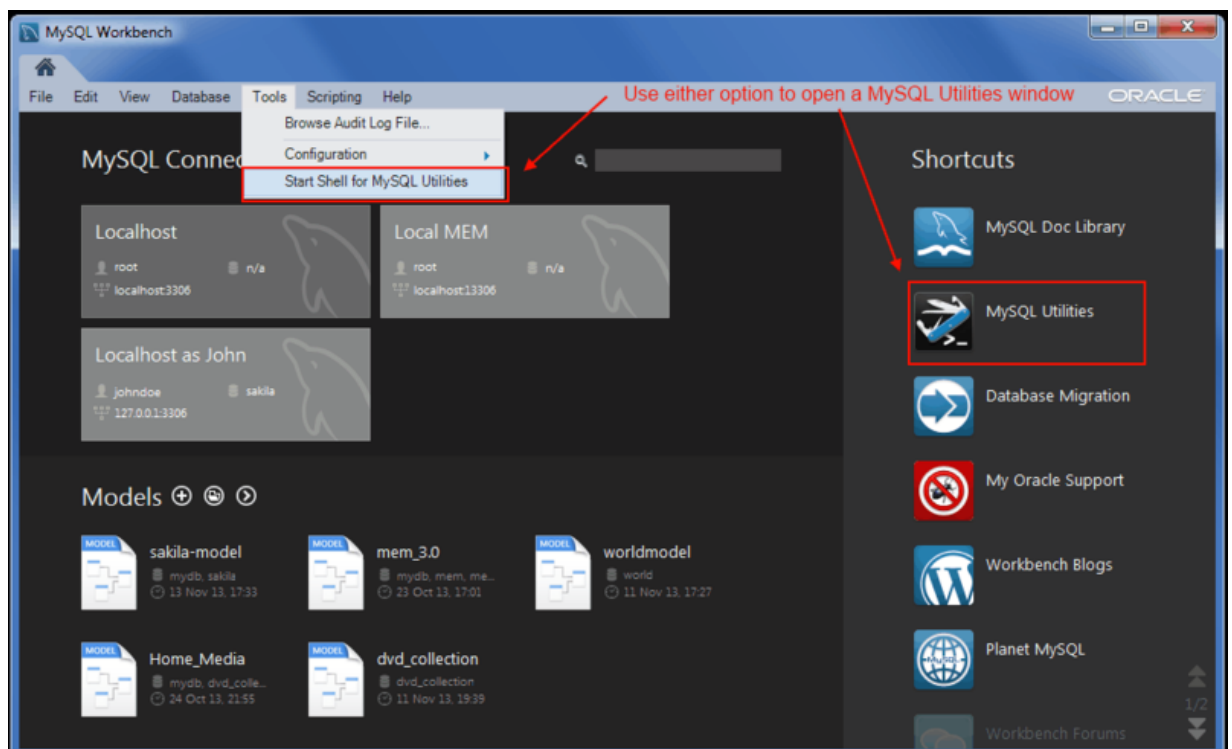 MySQL Workbench
File Edit View Database Tools Scripting Help
Use either option to open a MySQL Utilities window
ORACLE
Browse Audit Log File...
Configuration
Start Shell for MySQL Utilities
MySQL Connec
Localhost
root n/a
localhost:3306
Local MEM
root n/a
localhost:13306
Localhost as John
johndoe sakila
127.0.0.1:3306
Models
MODEL
sakila-model
mydb, sakila
13 Nov 13, 17:33
MODEL
mem_3.0
mydb, mem, me...
23 Oct 13, 17:01
MODEL
worldmodel
world
11 Nov 13, 17:27
MODEL
Home_Media
mydb, dvd_colle...
24 Oct 13, 21:55
MODEL
dvd_collection
dvd_collection
11 Nov 13, 19:39
Shortcuts
MySQL Doc Library
MySQL Utilities
Database Migration
My Oracle Support
Workbench Blogs
MySQL
Planet MySQL
Workbench Forums
1/2